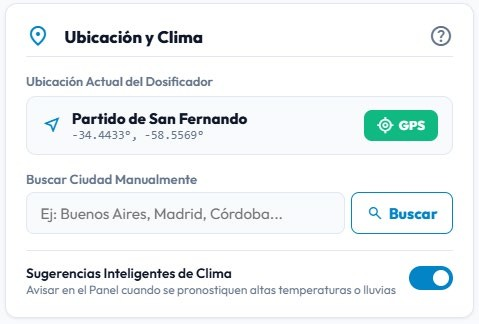 Ubicación y Clima
Ubicación Actual del Dosificador
Partido de San Fernando
-34.4433°, -58.5569°
GPS
Buscar Ciudad Manualmente
Ej: Buenos Aires, Madrid, Córdoba...
Buscar
Sugerencias Inteligentes de Clima
Avisar en el Panel cuando se pronostiquen altas temperaturas o lluvias